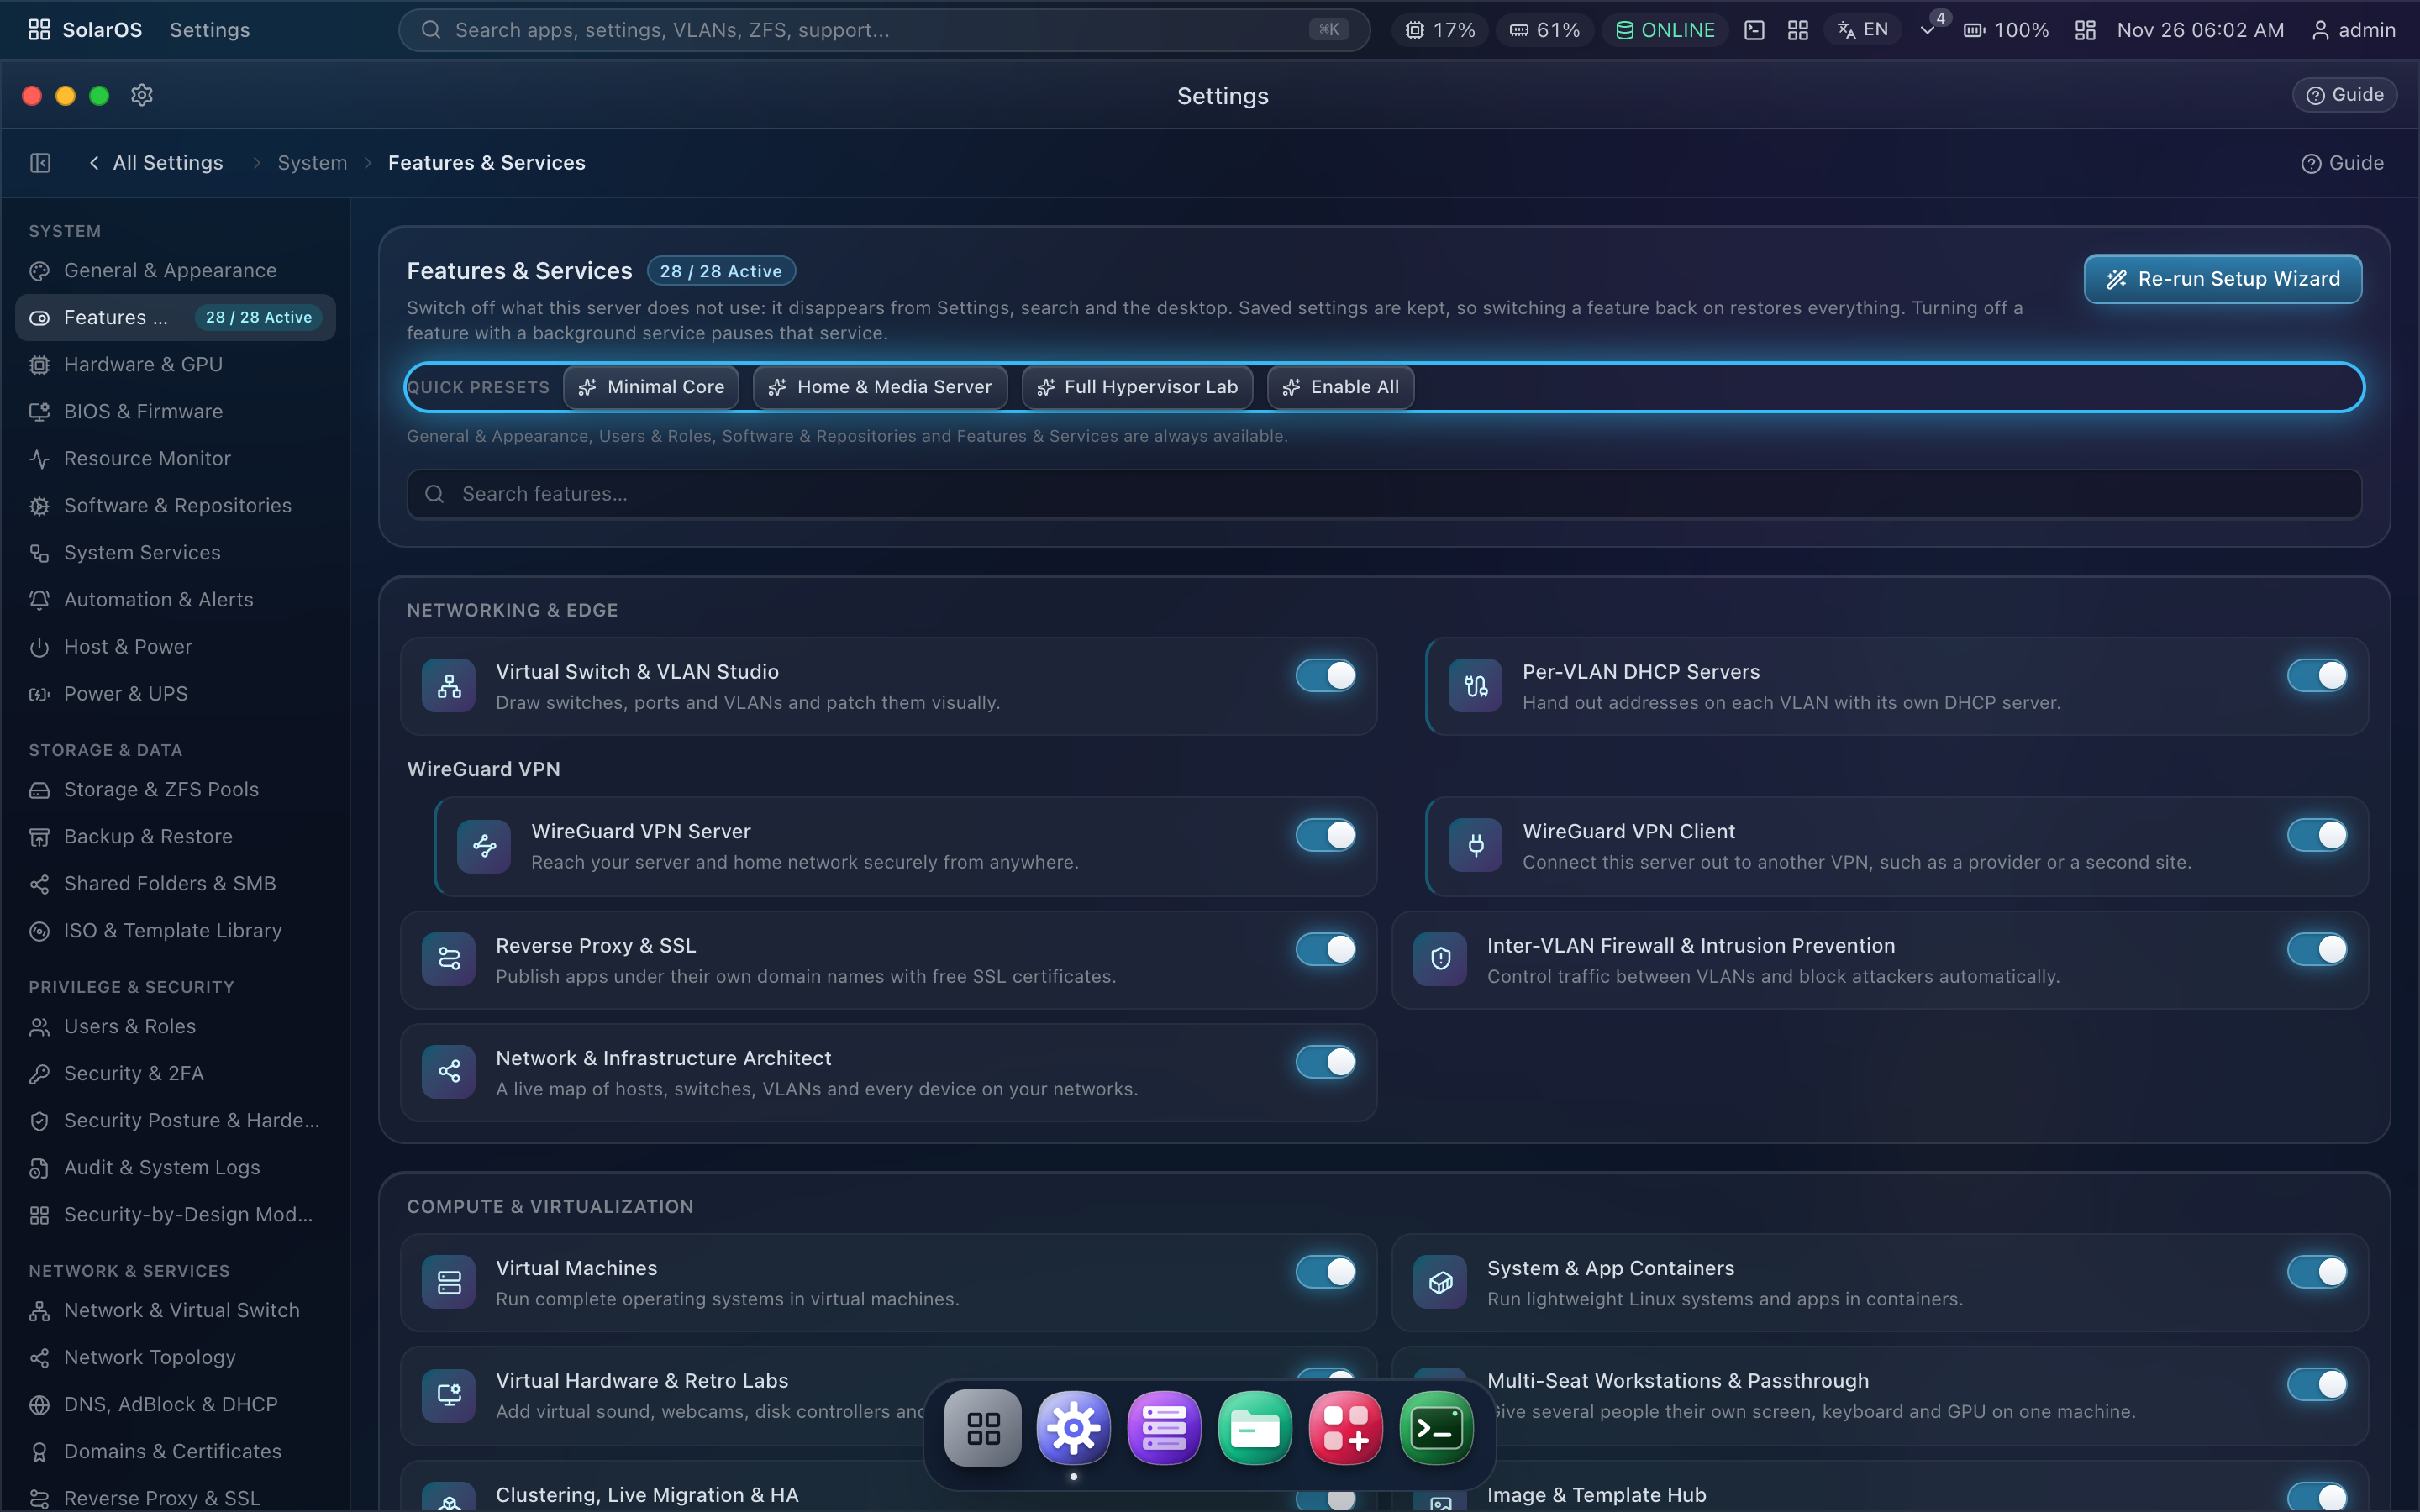 SolarOS Settings Search apps, settings, VLANs, ZFS, support... ⌘K 17% 61% ONLINE EN 4 100% Nov 26 06:02 AM admin
Settings Guide
All Settings System Features & Services Guide
SYSTEM
General & Appearance
Features ... 28 / 28 Active
Hardware & GPU
BIOS & Firmware
Resource Monitor
Software & Repositories
System Services
Automation & Alerts
Host & Power
Power & UPS
STORAGE & DATA
Storage & ZFS Pools
Backup & Restore
Shared Folders & SMB
ISO & Template Library
PRIVILEGE & SECURITY
Users & Roles
Security & 2FA
Security Posture & Harde...
Audit & System Logs
Security-by-Design Mod...
NETWORK & SERVICES
Network & Virtual Switch
Network Topology
DNS, AdBlock & DHCP
Domains & Certificates
Reverse Proxy & SSL
Features & Services 28 / 28 Active Re-run Setup Wizard
Switch off what this server does not use: it disappears from Settings, search and the desktop. Saved settings are kept, so switching a feature back on restores everything. Turning off a
feature with a background service pauses that service.
QUICK PRESETS Minimal Core Home & Media Server Full Hypervisor Lab Enable All
General & Appearance, Users & Roles, Software & Repositories and Features & Services are always available.
Search features...
NETWORKING & EDGE
Virtual Switch & VLAN Studio
Draw switches, ports and VLANs and patch them visually.
Per-VLAN DHCP Servers
Hand out addresses on each VLAN with its own DHCP server.
WireGuard VPN
WireGuard VPN Server
Reach your server and home network securely from anywhere.
WireGuard VPN Client
Connect this server out to another VPN, such as a provider or a second site.
Reverse Proxy & SSL
Publish apps under their own domain names with free SSL certificates.
Inter-VLAN Firewall & Intrusion Prevention
Control traffic between VLANs and block attackers automatically.
Network & Infrastructure Architect
A live map of hosts, switches, VLANs and every device on your networks.
COMPUTE & VIRTUALIZATION
Virtual Machines
Run complete operating systems in virtual machines.
System & App Containers
Run lightweight Linux systems and apps in containers.
Virtual Hardware & Retro Labs
Add virtual sound, webcams, disk controllers
Multi-Seat Workstations & Passthrough
Give several people their own screen, keyboard and GPU on one machine.
Clustering, Live Migration & HA
Image & Template Hub